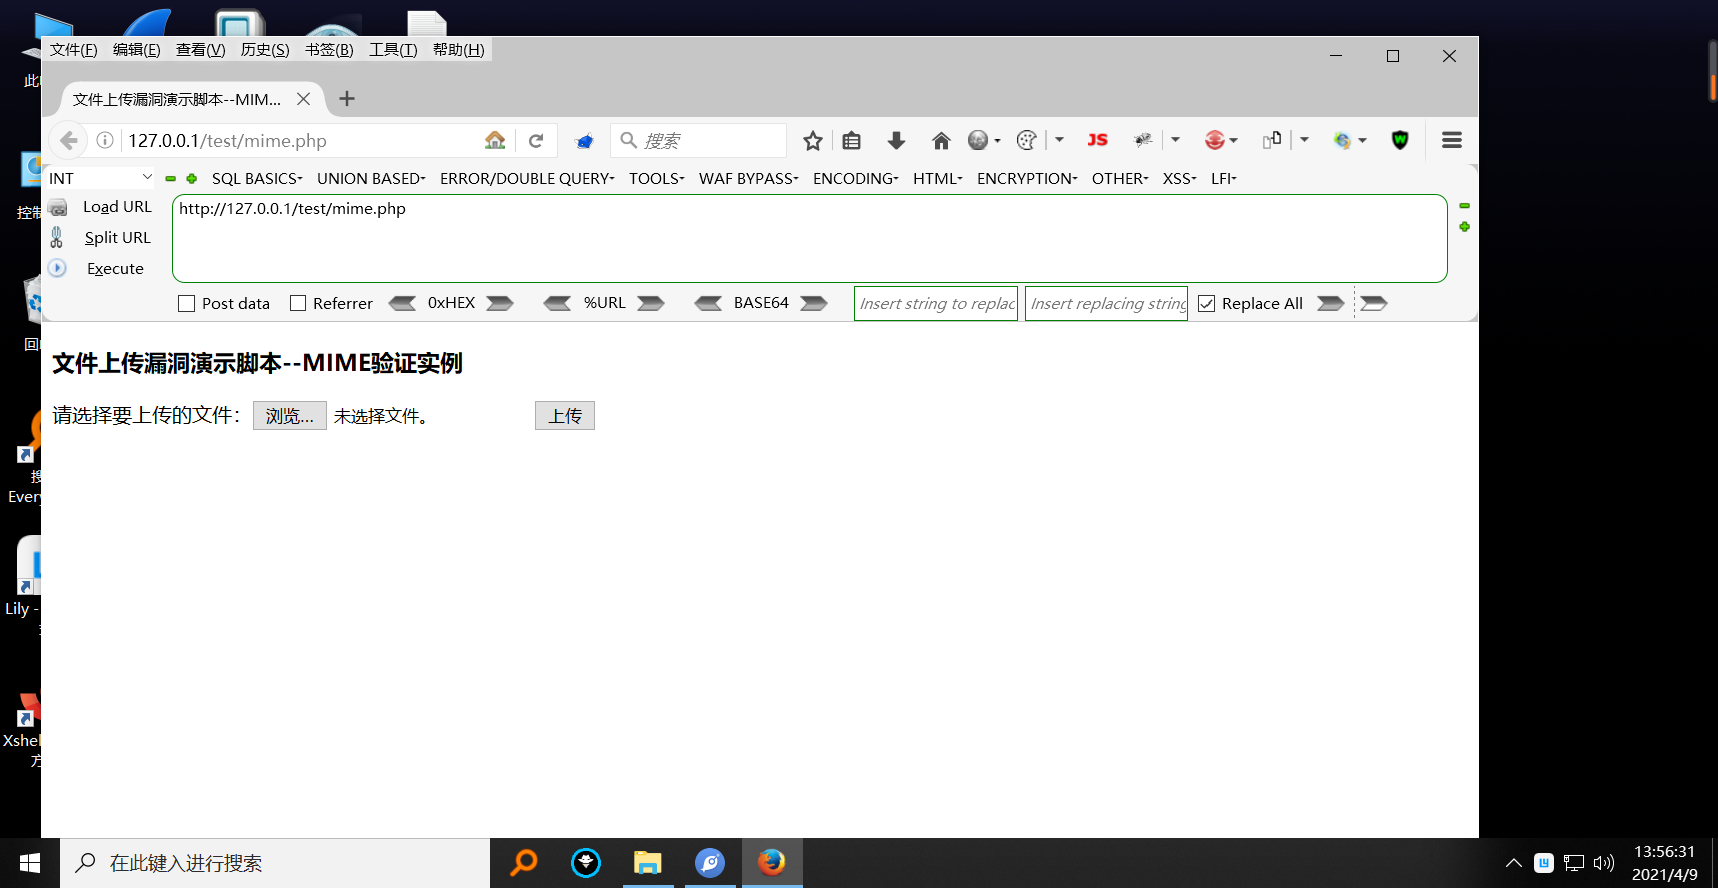 文件(F) 编辑(E) 查看(V) 历史(S) 书签(B) 工具(T) 帮助(H)
文件上传漏洞演示脚本--MIM...
127.0.0.1/test/mime.php
搜索
JS
INT
SQL BASICS UNION BASED ERROR/DOUBLE QUERY TOOLS WAF BYPASS ENCODING HTML ENCRYPTION OTHER XSS LFI
Load URL
http://127.0.0.1/test/mime.php
Split URL
Execute
Post data Referrer 0xHEX %URL BASE64 Insert string to replac Insert replacing string Replace All
文件上传漏洞演示脚本--MIME验证实例
请选择要上传的文件： 浏览... 未选择文件。 上传
此
控制
回
搜
Every
Lily -
Xshel
方
在此键入进行搜索
13:56:31
2021/4/9